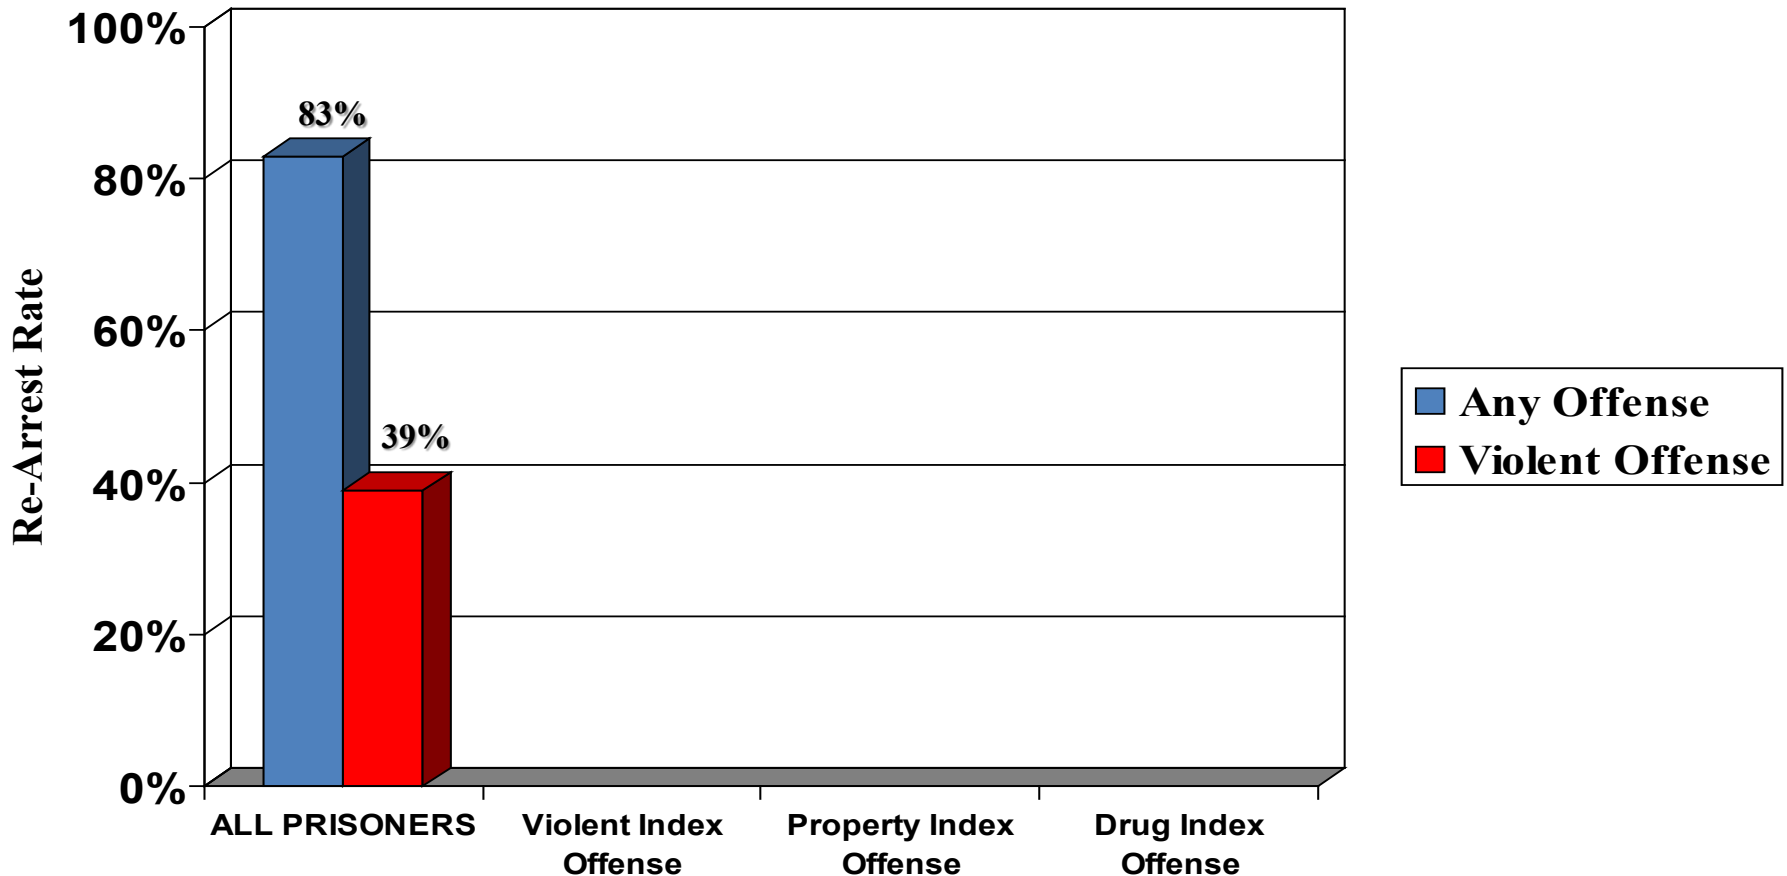 100%
80%
60%
40%
20%
0%
Re-Arrest Rate
83%
39%
ALL PRISONERS
Violent Index
Offense
Property Index
Offense
Drug Index
Offense
Any Offense
Violent Offense